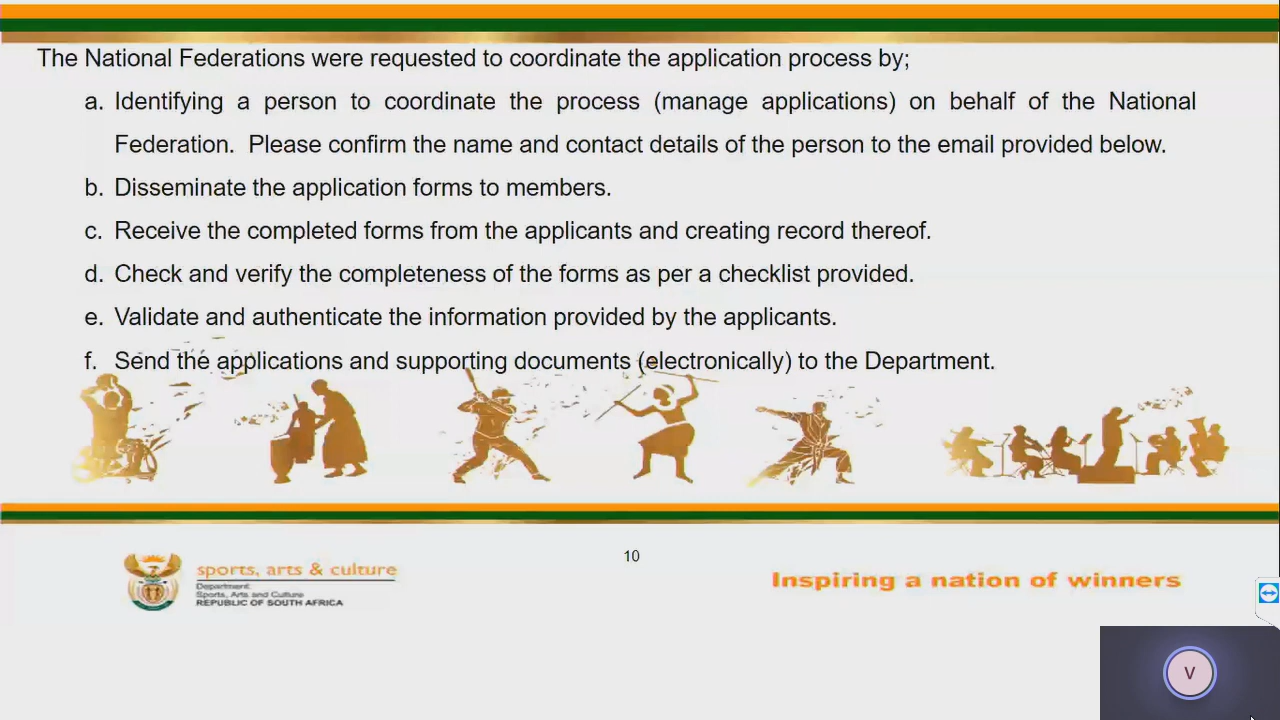 The National Federations were requested to coordinate the application process by;
a. Identifying a person to coordinate the process (manage applications) on behalf of the National
Federation. Please confirm the name and contact details of the person to the email provided below.
b. Disseminate the application forms to members.
c. Receive the completed forms from the applicants and creating record thereof.
d. Check and verify the completeness of the forms as per a checklist provided.
e. Validate and authenticate the information provided by the applicants.
f. Send the applications and supporting documents (electronically) to the Department.
10
sports, arts & culture
Department:
Sports, Arts and Culture
REPUBLIC OF SOUTH AFRICA
Inspiring a nation of winners
V